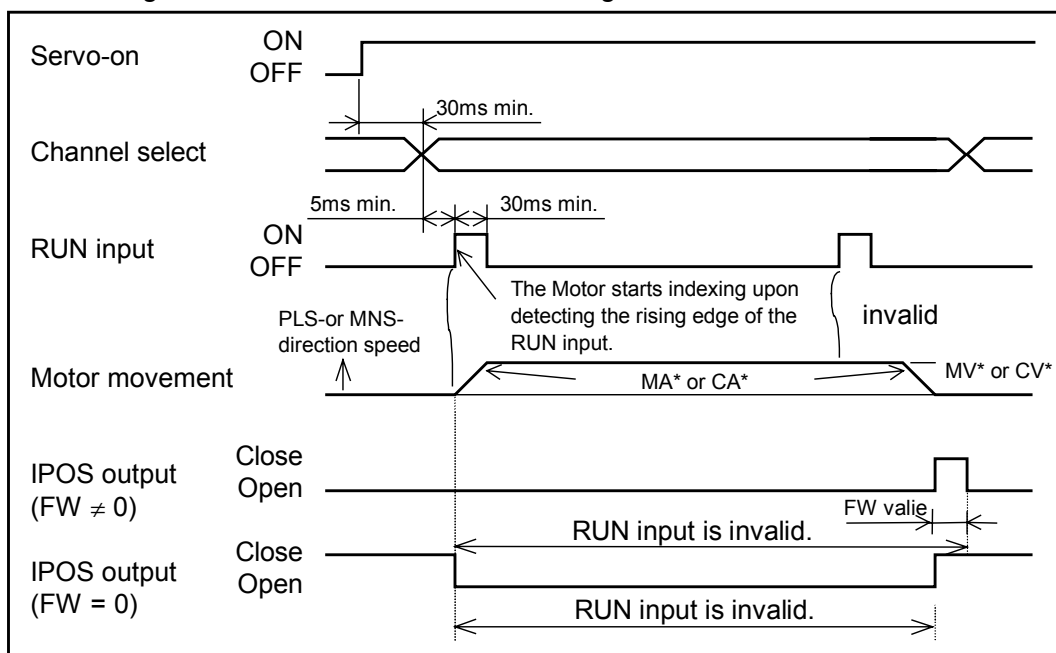 Servo-on
ON
OFF
30ms min.
Channel select
5ms min.
30ms min.
RUN input
ON
OFF
The Motor starts indexing upon
detecting the rising edge of the
RUN input.
invalid
PLS-or MNS-
direction speed
Motor movement
MA* or CA*
MV* or CV*
IPOS output
(FW ≠ 0)
Close
Open
FW valie
RUN input is invalid.
IPOS output
(FW = 0)
Close
Open
RUN input is invalid.